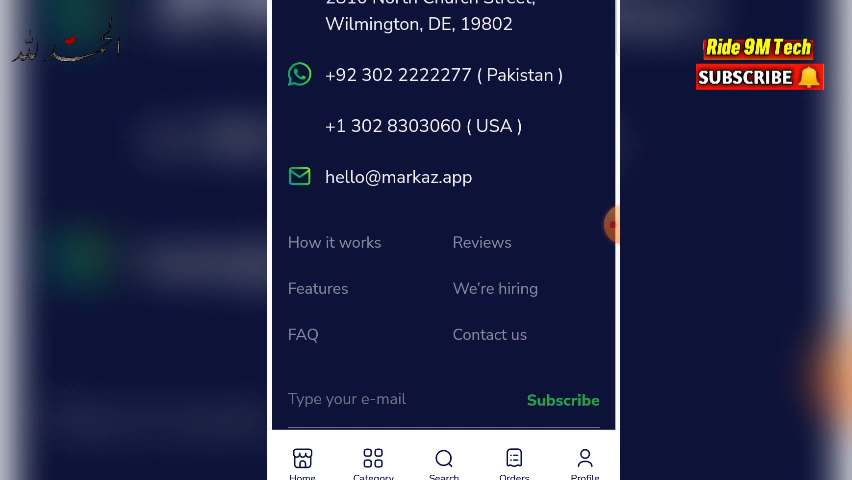 الحمد لله
Ride 9M Tech
SUBSCRIBE
Wilmington, DE, 19802
+92 302 2222277 ( Pakistan )
+1 302 8303060 ( USA )
hello@markaz.app
How it works
Reviews
Features
We're hiring
FAQ
Contact us
Type your e-mail
Subscribe
Home
Category
Search
Orders
Profile